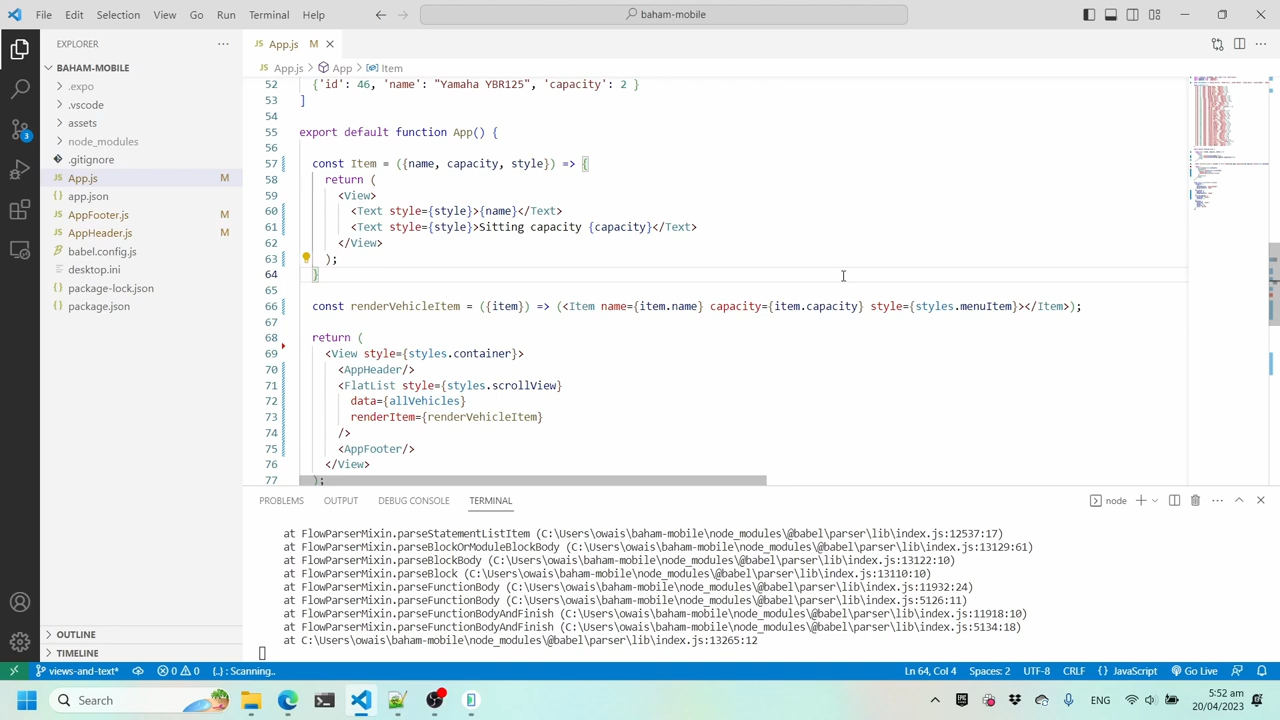 File Edit Selection View Go Run Terminal Help
baham-mobile
EXPLORER
BAHAM-MOBILE
.expo
.vscode
assets
node_modules
.gitignore
JS App.js M
app.json
JS AppFooter.js M
JS AppHeader.js M
babel.config.js
desktop.ini
package-lock.json
package.json
OUTLINE
TIMELINE
3
JS App.js M
JS App.js > App > Item
52 {'id': 46, 'name': "Yamaha YBR125", 'capacity': 2 }
53 ]
54
55 export default function App() {
56
57 const Item = ({name, capacity, style}) => {
58 return (
59 <View>
60 <Text style={style}>{name}</Text>
61 <Text style={style}>Sitting capacity {capacity}</Text>
62 </View>
63 );
64 }
65
66 const renderVehicleItem = ({item}) => (<Item name={item.name} capacity={item.capacity} style={styles.menuItem}></Item>);
67
68 return (
69 <View style={styles.container}>
70 <AppHeader/>
71 <FlatList style={styles.scrollView}
72 data={allVehicles}
73 renderItem={renderVehicleItem}
74 />
75 <AppFooter/>
76 </View>
77 );
PROBLEMS OUTPUT DEBUG CONSOLE TERMINAL
node
at FlowParserMixin.parseStatementListItem (C:\Users\owais\baham-mobile\node_modules\@babel\parser\lib\index.js:12537:17)
at FlowParserMixin.parseBlockOrModuleBlockBody (C:\Users\owais\baham-mobile\node_modules\@babel\parser\lib\index.js:13129:61)
at FlowParserMixin.parseBlockBody (C:\Users\owais\baham-mobile\node_modules\@babel\parser\lib\index.js:13122:10)
at FlowParserMixin.parseBlock (C:\Users\owais\baham-mobile\node_modules\@babel\parser\lib\index.js:13110:10)
at FlowParserMixin.parseFunctionBody (C:\Users\owais\baham-mobile\node_modules\@babel\parser\lib\index.js:11932:24)
at FlowParserMixin.parseFunctionBody (C:\Users\owais\baham-mobile\node_modules\@babel\parser\lib\index.js:5126:11)
at FlowParserMixin.parseFunctionBodyAndFinish (C:\Users\owais\baham-mobile\node_modules\@babel\parser\lib\index.js:11918:10)
at FlowParserMixin.parseFunctionBodyAndFinish (C:\Users\owais\baham-mobile\node_modules\@babel\parser\lib\index.js:5134:18)
at C:\Users\owais\baham-mobile\node_modules\@babel\parser\lib\index.js:13265:12
views-and-text* 0 0 {..} : Scanning.. Ln 64, Col 4 Spaces: 2 UTF-8 CRLF {} JavaScript Go Live
Search
ENG
5:52 am
20/04/2023